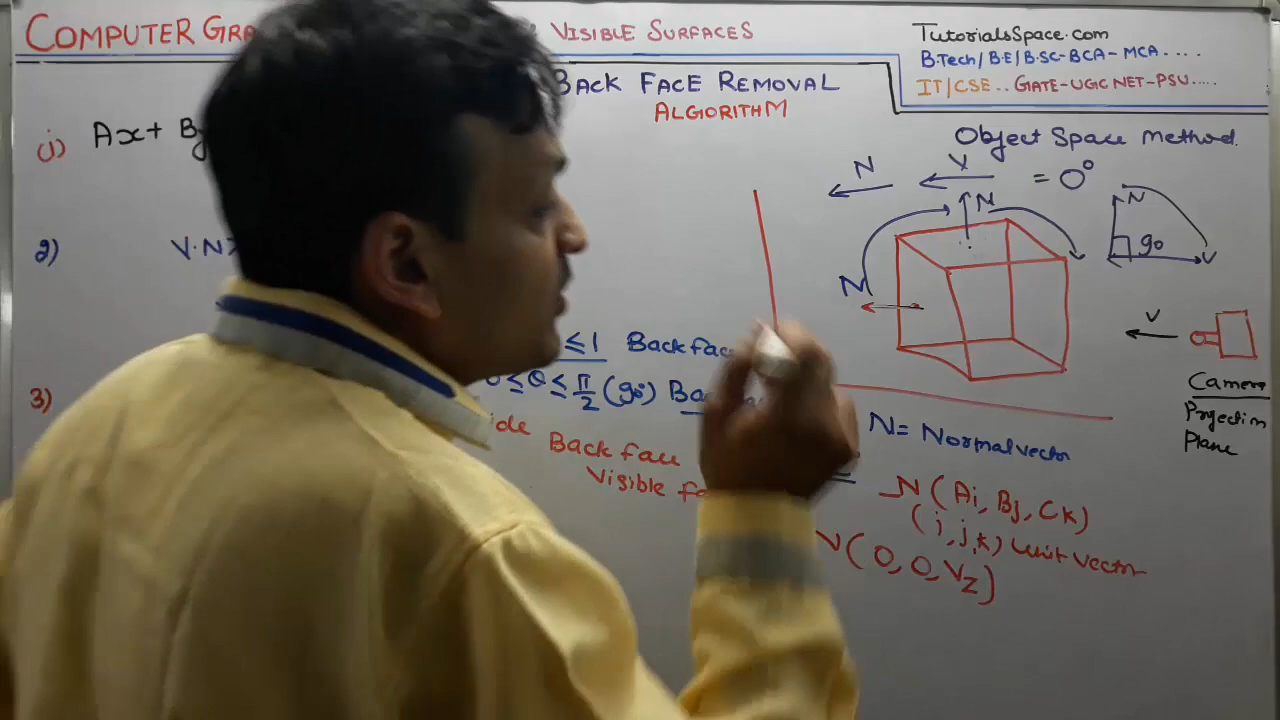 COMPUTER
VISIBLE SURFACES
BACK FACE REMOVAL
ALGORITHM
TutorialsSpace.com
B.Tech/B.E/B.SC-BCA-MCA.....
IT/CSE.. GATE-UGC NET-PSU.....
Object Space Method.
1) Ax+ By
2) V.N>
≤1 Back face
0 ≤ θ ≤ π/2 (90°)
3)
Back face
Visible
N V = 0°
N
N
N
90
V
V
Camera
Projection
Plane
N= Normal vector
N (Ai, Bj, Ck)
(i, j, k) Unit Vector
V(0, 0, Vz)